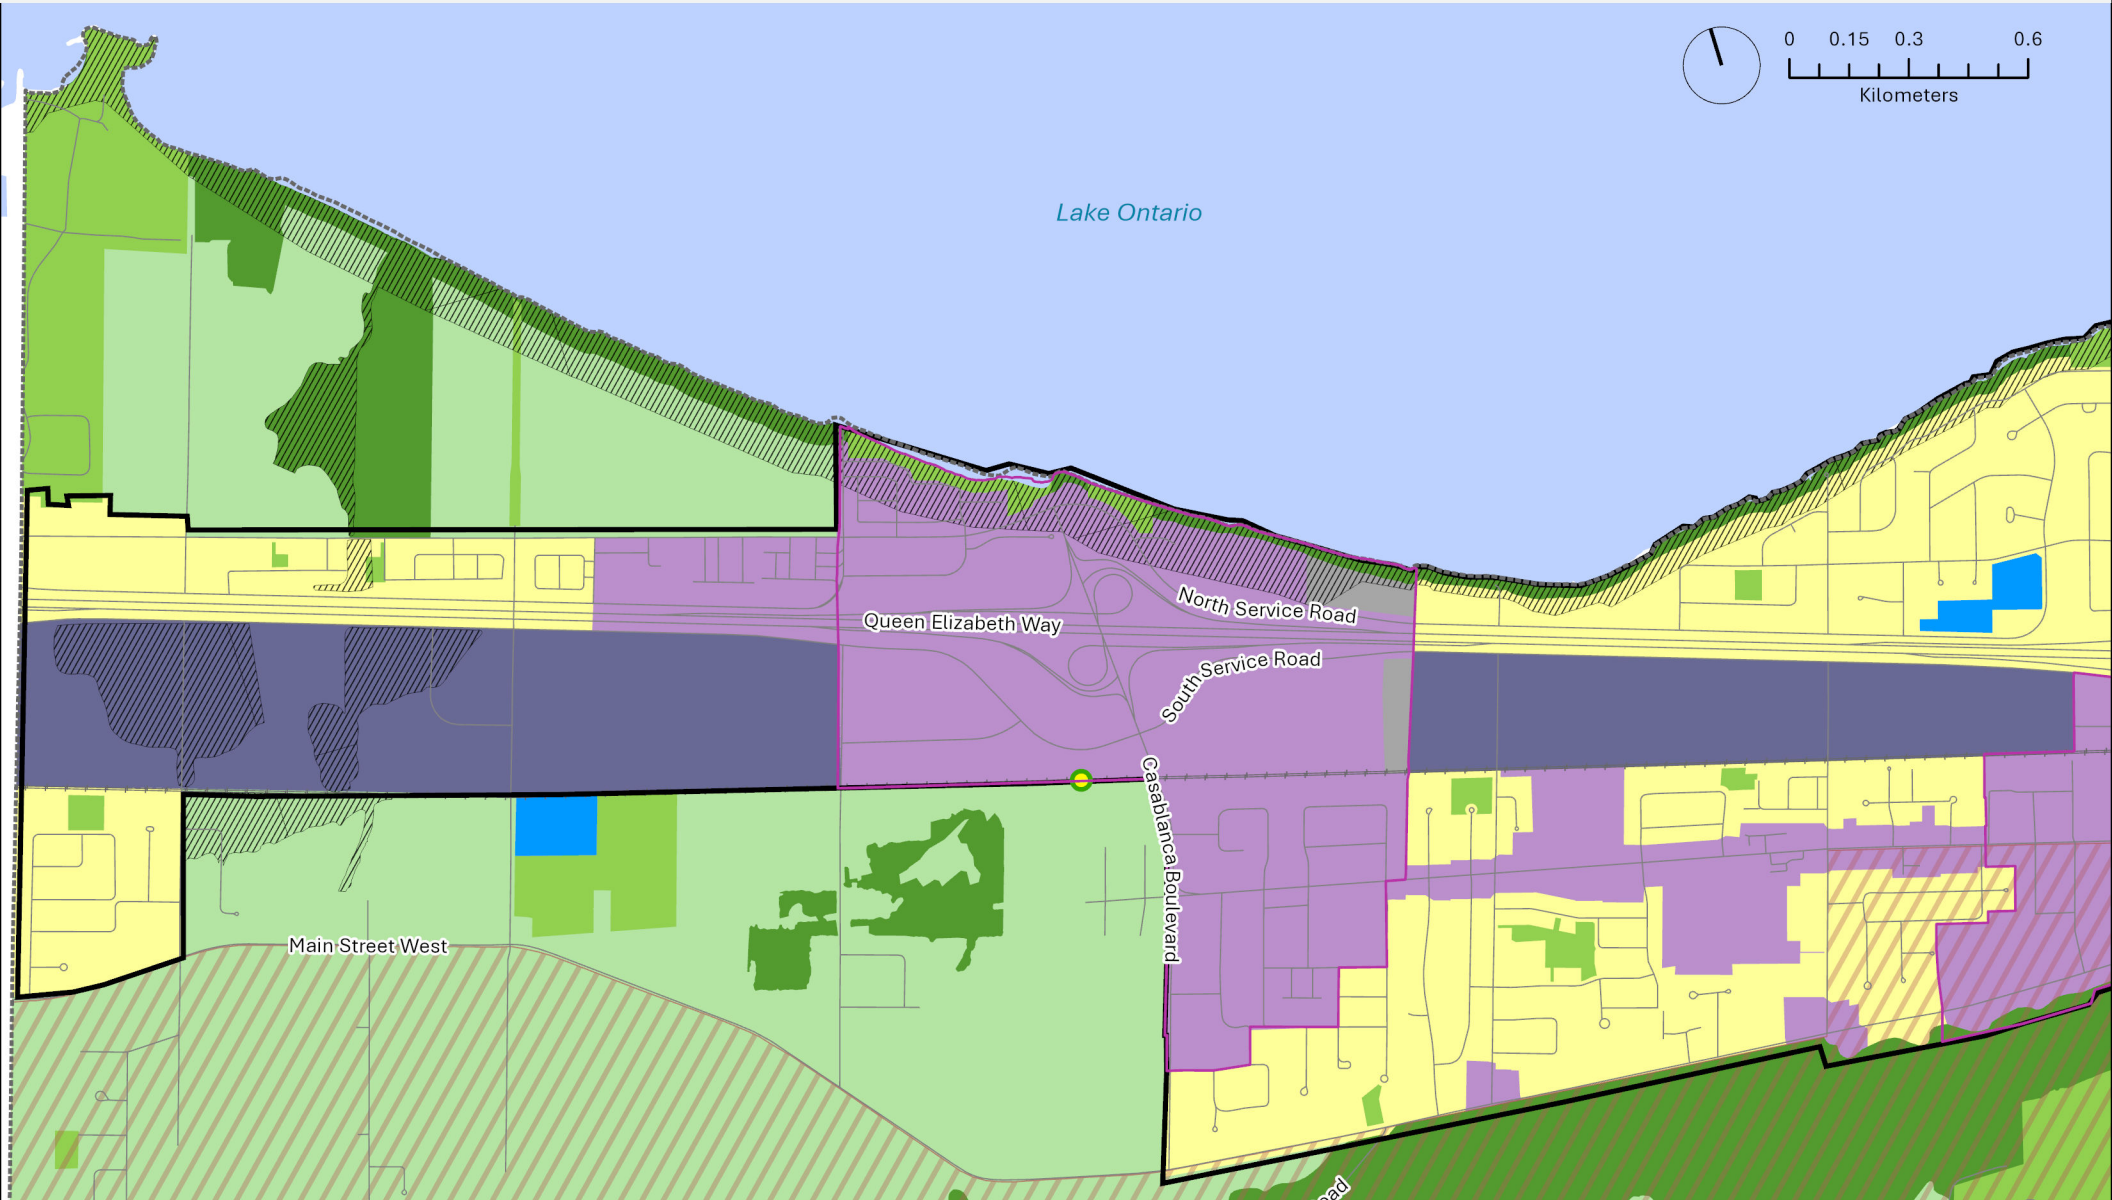 0 0.15 0.3 0.6
Kilometers
Lake Ontario
North Service Road
Queen Elizabeth Way
South Service Road
Casablanca Boulevard
Main Street West